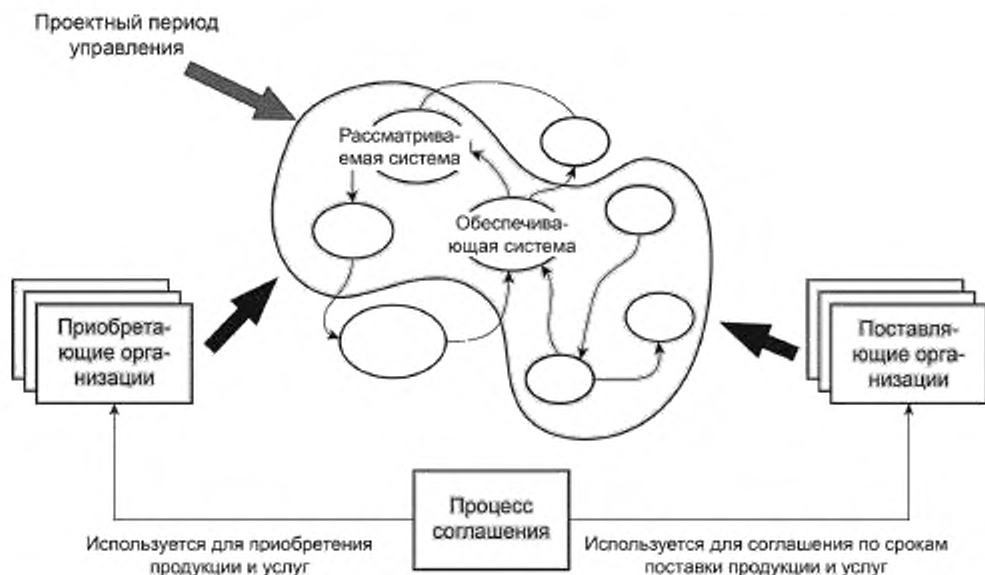 Проектный период
управления
Рассматрива-
емая система
Обеспечива-
ющая система
Приобрета-
ющие орга-
низации
Поставля-
ющие орга-
низации
Процесс
соглашения
Используется для приобретения
продукции и услуг
Используется для соглашения по срокам
поставки продукции и услуг